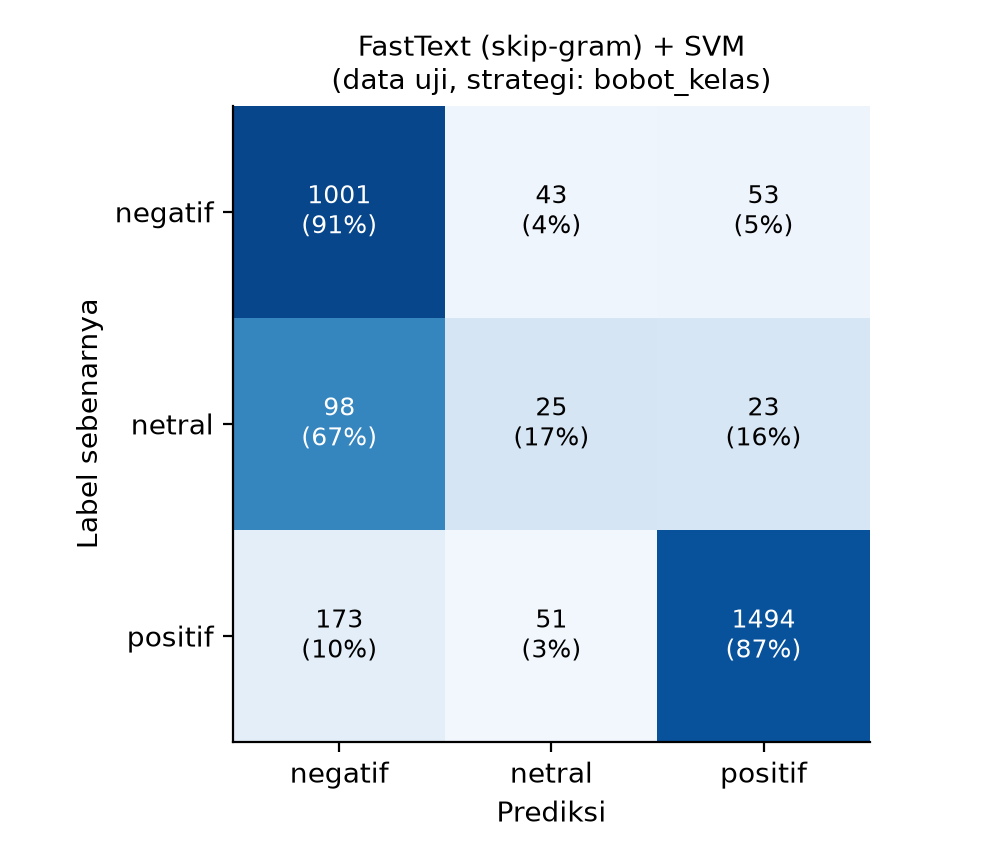 FastText (skip-gram) + SVM
(data uji, strategi: bobot_kelas)
Label sebenarnya
negatif
1001
(91%)
43
(4%)
53
(5%)
netral
98
(67%)
25
(17%)
23
(16%)
positif
173
(10%)
51
(3%)
1494
(87%)
negatif
netral
positif
Prediksi